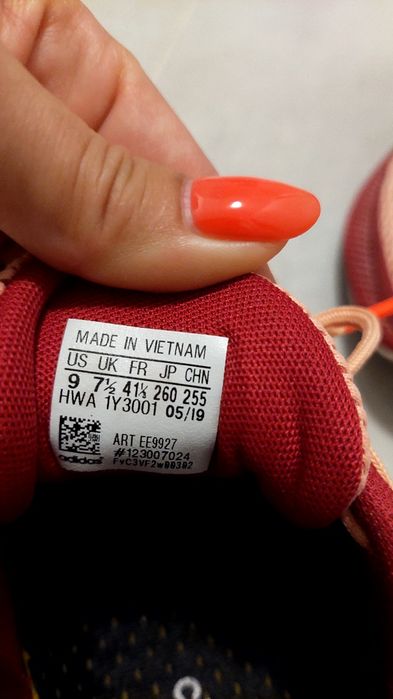 MADE IN VIETNAM
US UK FR JP CHN
9 7½ 41⅓ 260 255
HWA 1Y3001 05/19
ART EE9927
#123007024
adidas